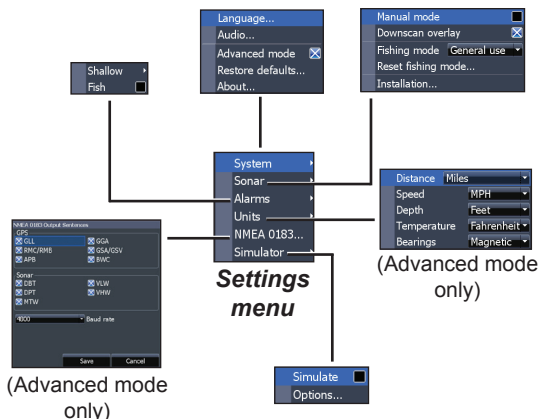 Language...
Audio...
Advanced mode
Restore defaults...
About...
Manual mode
Downscan overlay
Fishing mode General use
Reset fishing mode...
Installation...
Shallow
Fish
System
Sonar
Alarms
Units
NMEA 0183...
Simulator
Settings
menu
Distance Miles
Speed MPH
Depth Feet
Temperature Fahrenheit
Bearings Magnetic
(Advanced mode
only)
NMEA 0183 Output Sentences
GPS
GLL GGA
RMC/RMB GSA/GSV
APB BWC
Sonar
DBT VLW
DPT VHW
MTW
4800 Baud rate
Save Cancel
(Advanced mode
only)
Simulate
Options...